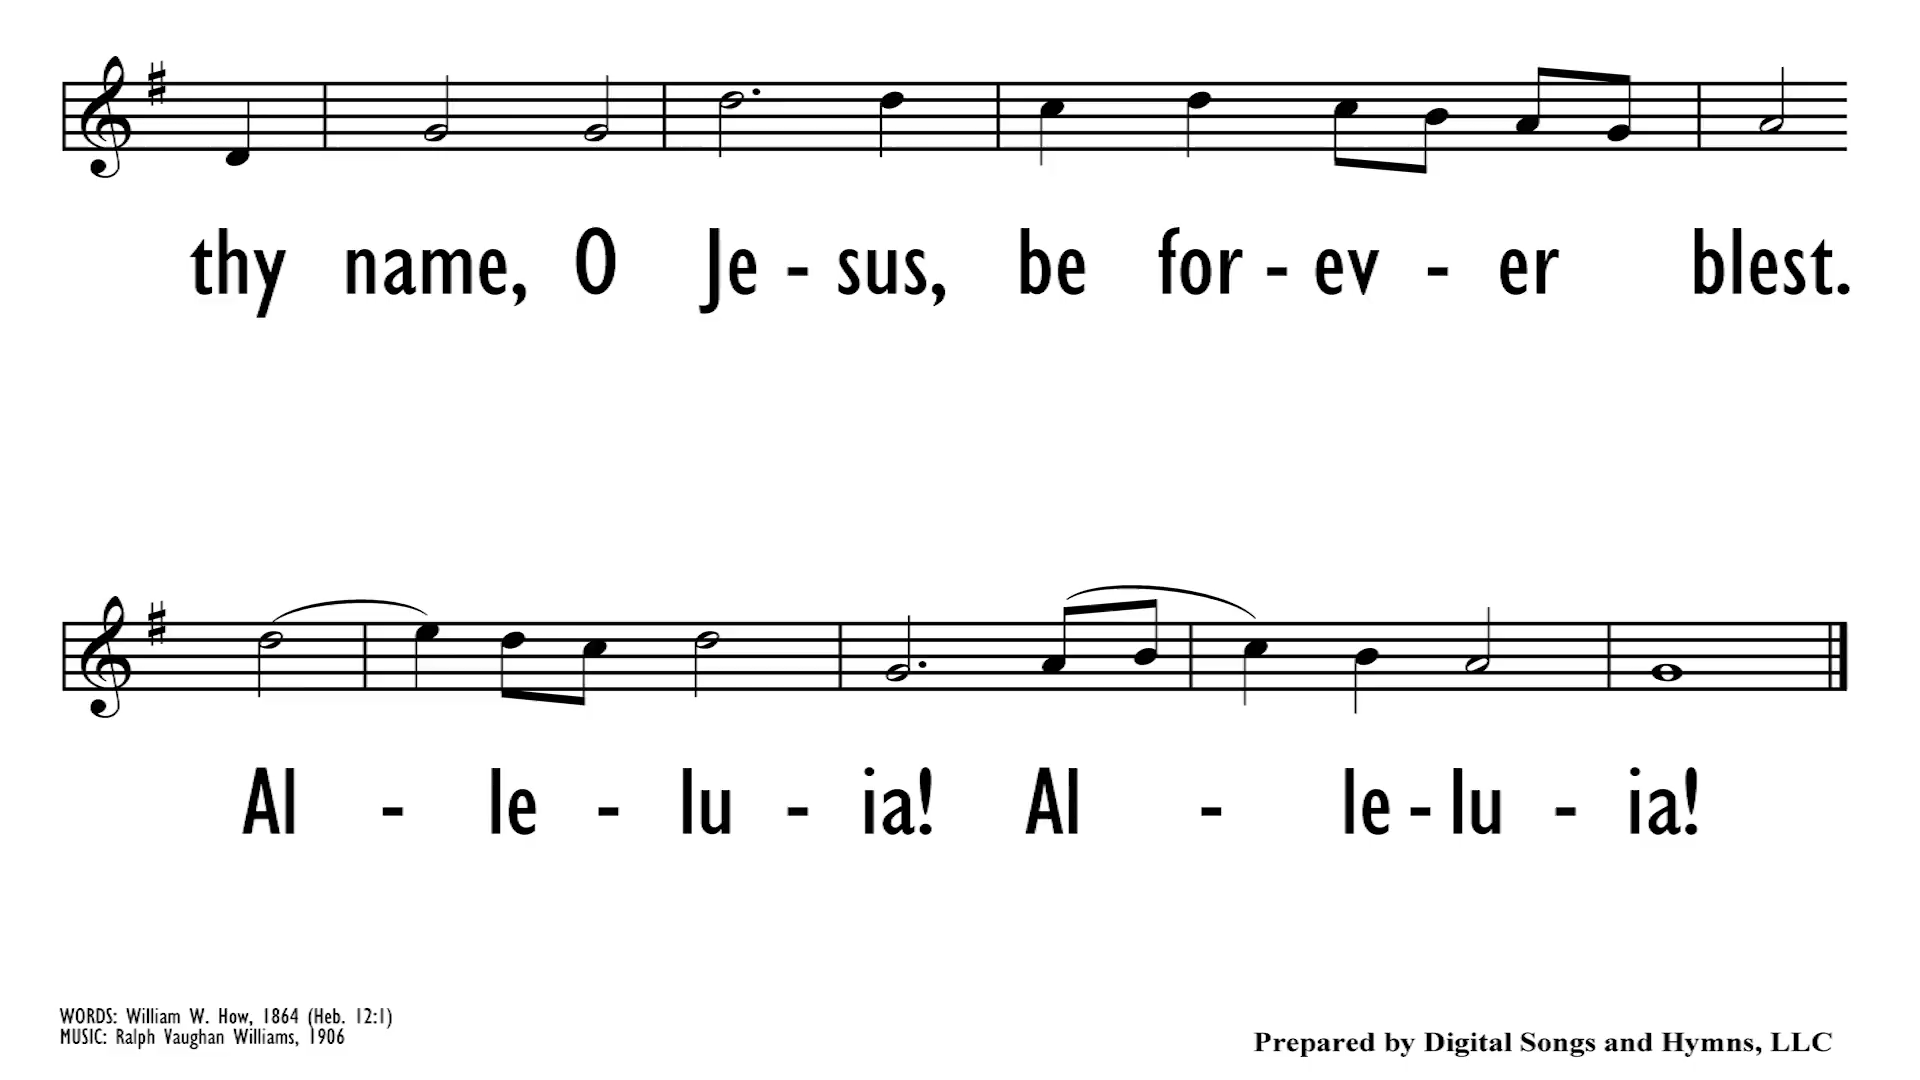 thy name, O Je - sus, be for - ev - er blest.
Al - le - lu - ia! Al - le - lu - ia!
WORDS: William W. How, 1864 (Heb. 12:1)
MUSIC: Ralph Vaughan Williams, 1906
Prepared by Digital Songs and Hymns, LLC